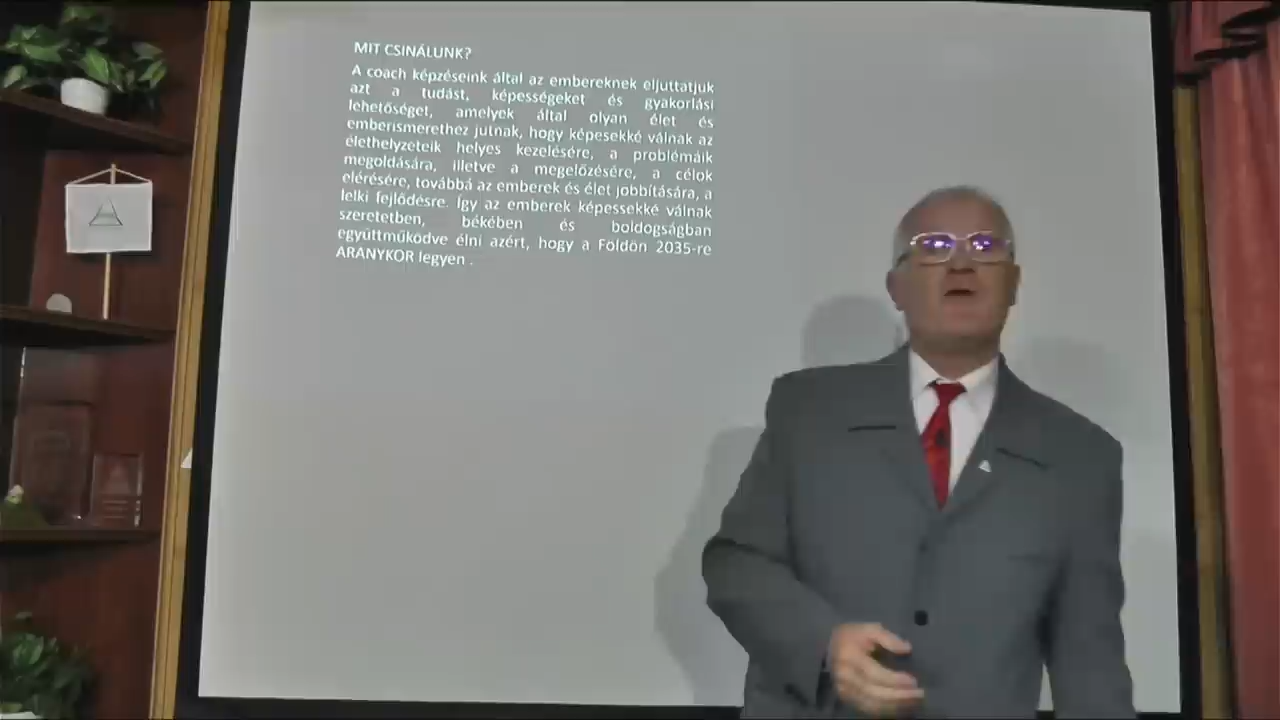 MIT CSINÁLUNK?
A coach képzéseink által az embereknek eljuttatjuk
azt a tudást, képességeket és gyakorlási
lehetőséget, amelyek által olyan élet és
emberismerethez jutnak, hogy képesekké válnak az
élethelyzeteik helyes kezelésére, a problémáik
megoldására, illetve a megelőzésére, a célok
elérésére, továbbá az emberek és élet jobbítására, a
lelki fejlődésre. Így az emberek képessekké válnak
szeretetben, békében és boldogságban
együttműködve élni azért, hogy a Földön 2035-re
ARANYKOR legyen .